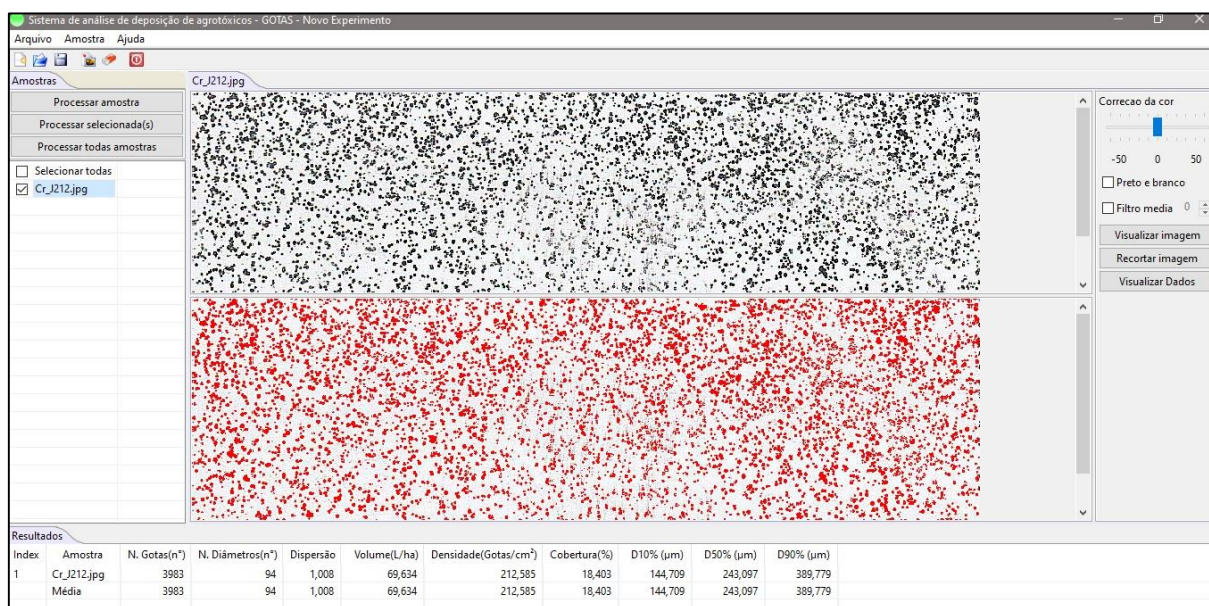 Sistema de análise de deposição de agrotóxicos - GOTAS - Novo Experimento
Arquivo Amostra Ajuda
Amostras
Cr_J212.jpg
Processar amostra
Processar selecionada(s)
Processar todas amostras
Selecionar todas
Cr_J212.jpg
Correcao da cor
-50 0 50
Preto e branco
Filtro media 0
Visualizar imagem
Recortar imagem
Visualizar Dados
Resultados
Index Amostra N. Gotas(n°) N. Diâmetros(n°) Dispersão Volume(L/ha) Densidade(Gotas/cm²) Cobertura(%) D10% (µm) D50% (µm) D90% (µm)
1 Cr_J212.jpg 3983 94 1,008 69,634 212,585 18,403 144,709 243,097 389,779
Média 3983 94 1,008 69,634 212,585 18,403 144,709 243,097 389,779